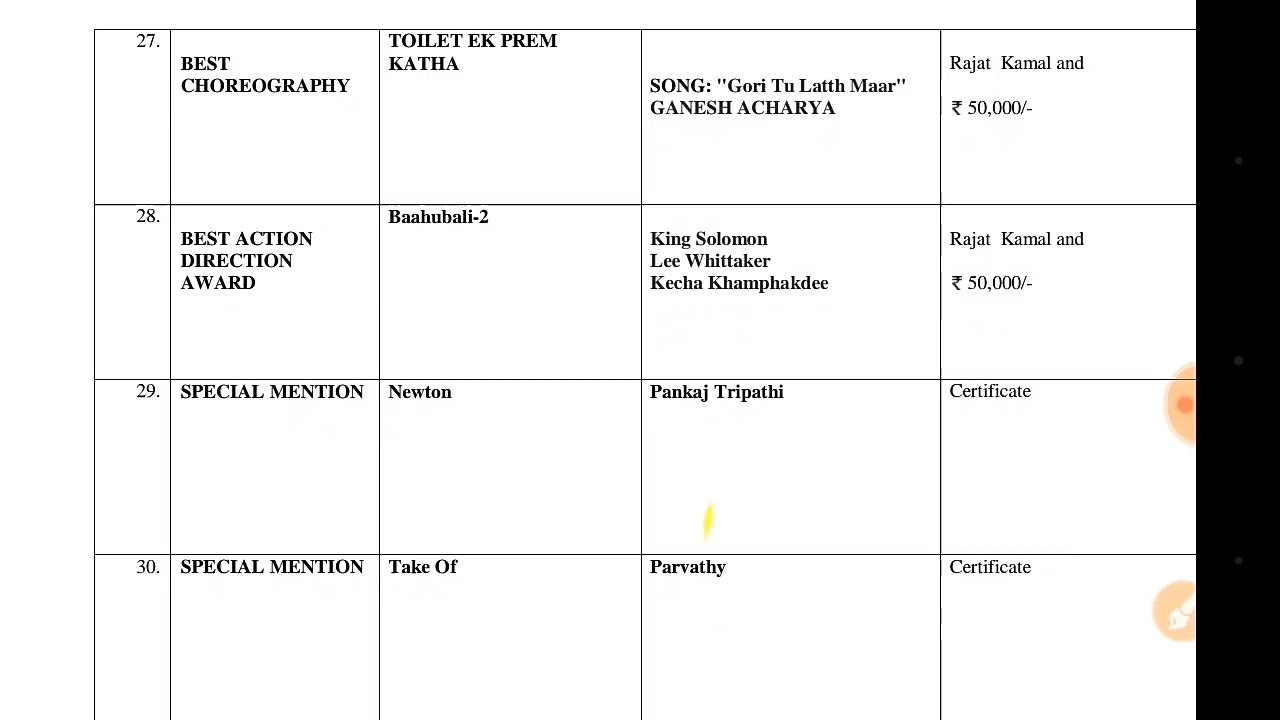 27.
BEST
CHOREOGRAPHY
TOILET EK PREM
KATHA
SONG: "Gori Tu Latth Maar"
GANESH ACHARYA
Rajat Kamal and
₹ 50,000/-
28.
BEST ACTION
DIRECTION
AWARD
Baahubali-2
King Solomon
Lee Whittaker
Kecha Khamphakdee
Rajat Kamal and
₹ 50,000/-
29.
SPECIAL MENTION
Newton
Pankaj Tripathi
Certificate
30.
SPECIAL MENTION
Take Of
Parvathy
Certificate